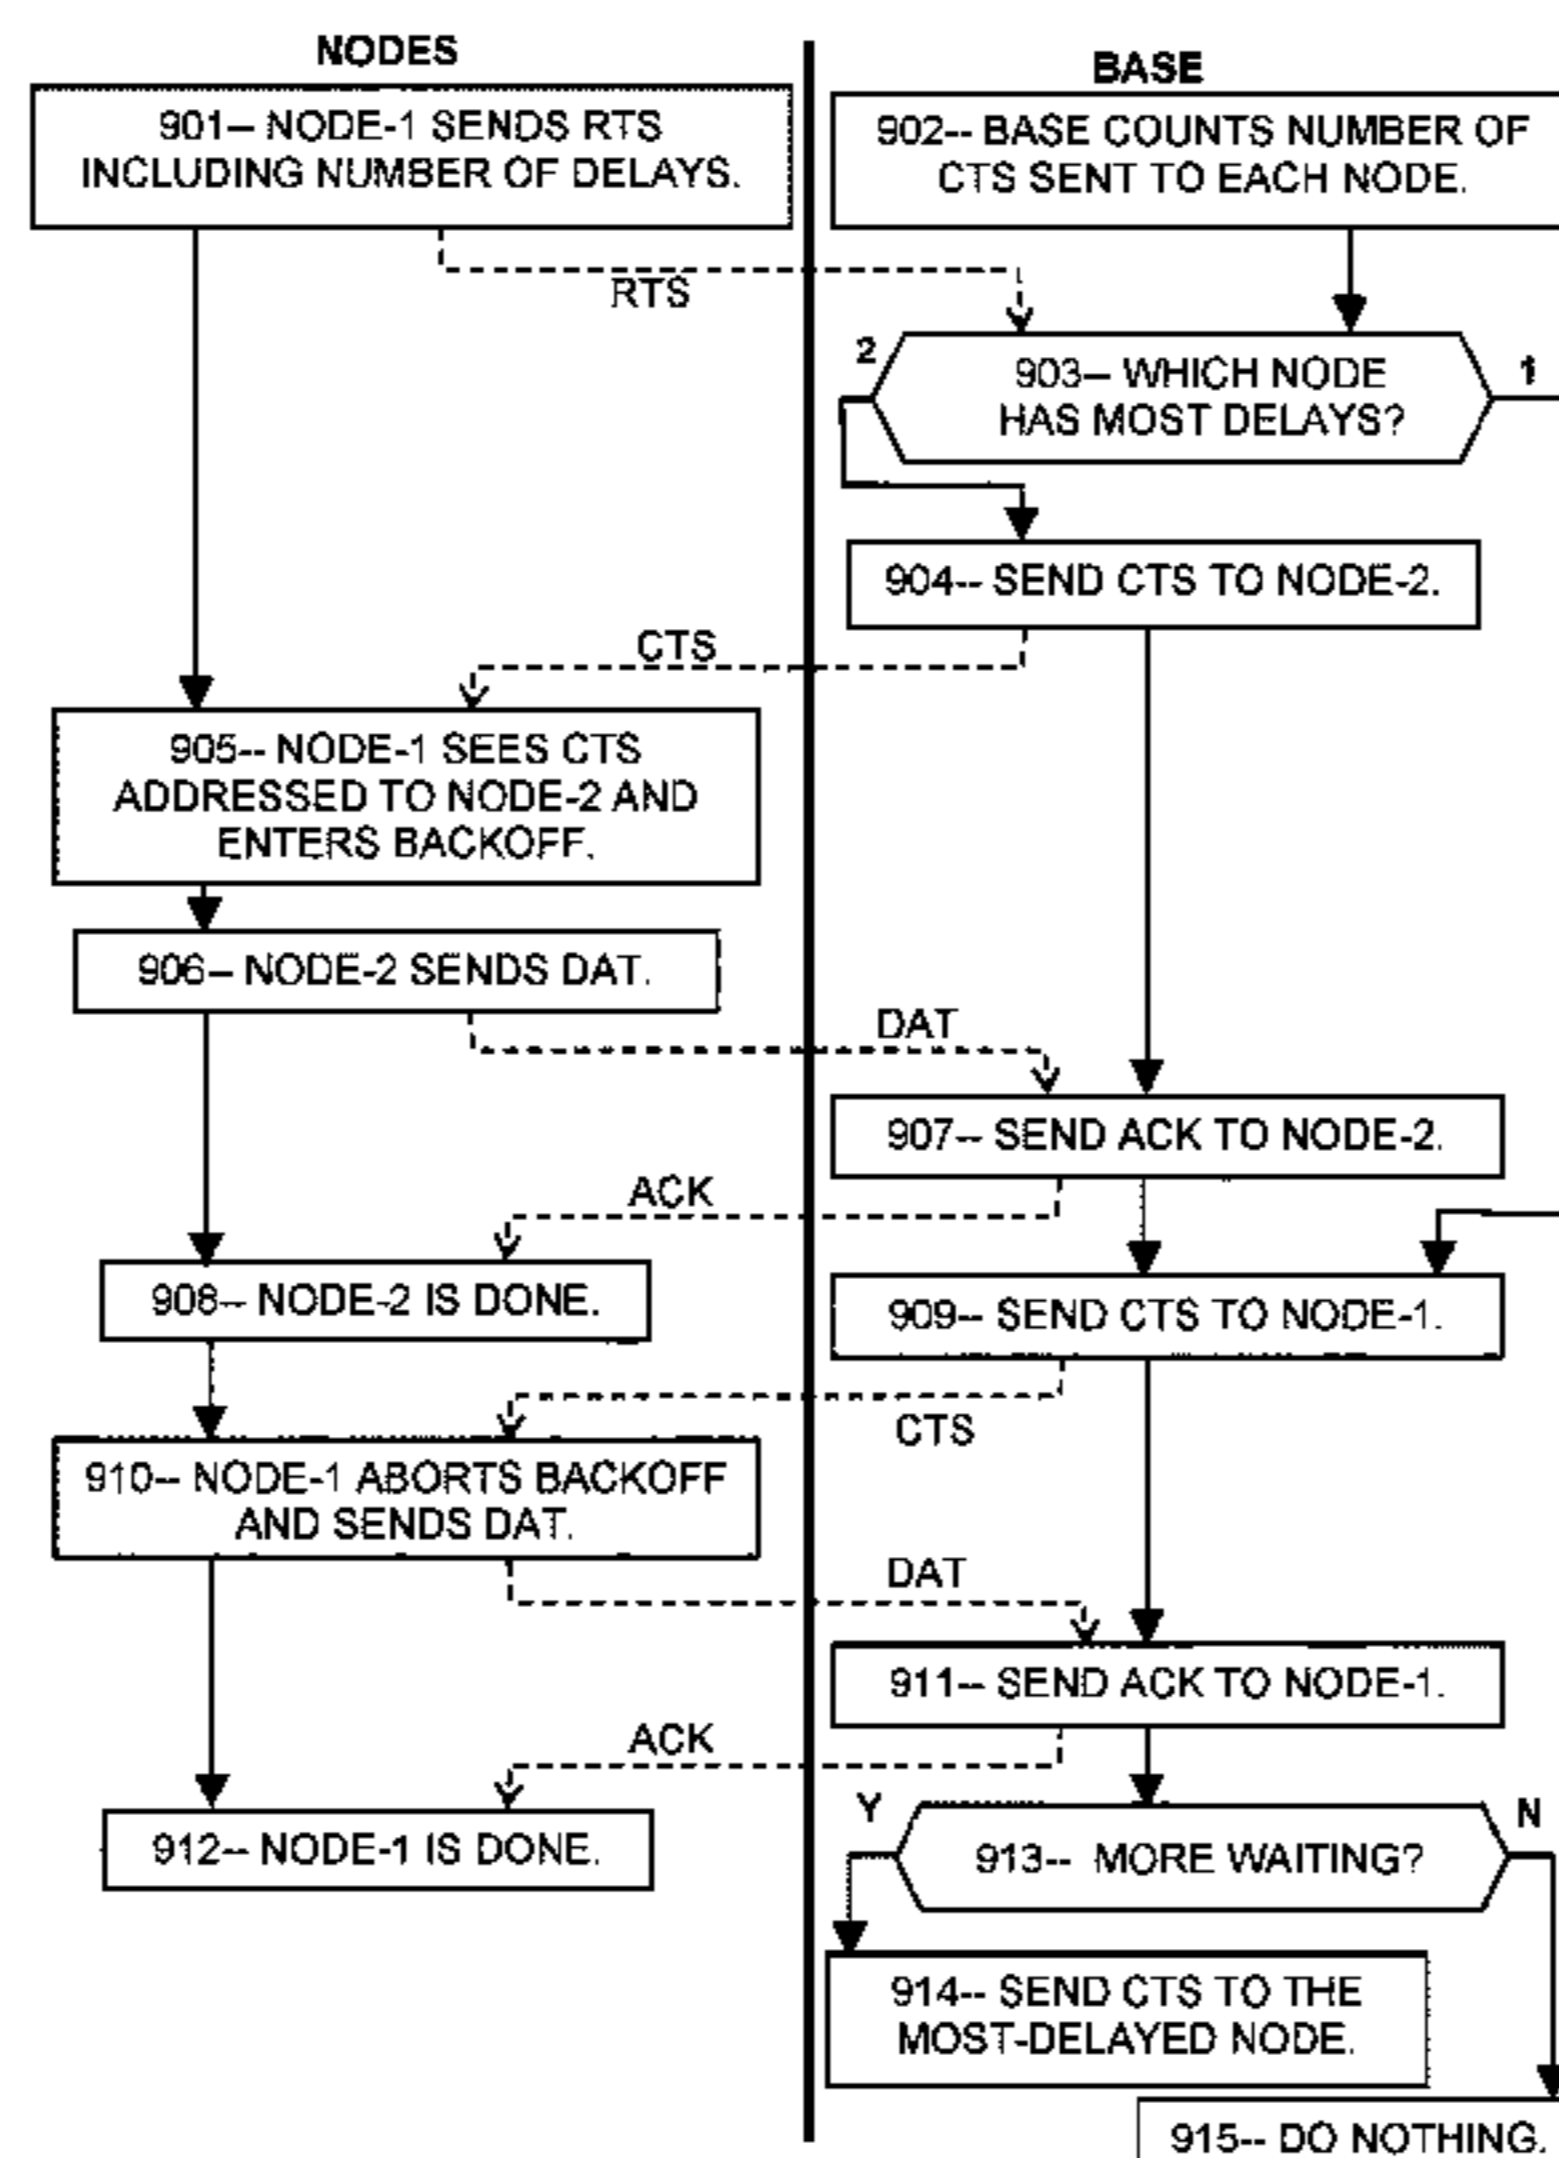 NODES
BASE
901-- NODE-1 SENDS RTS
INCLUDING NUMBER OF DELAYS.
902-- BASE COUNTS NUMBER OF
CTS SENT TO EACH NODE.
RTS
2
903-- WHICH NODE
HAS MOST DELAYS?
1
904-- SEND CTS TO NODE-2.
CTS
905-- NODE-1 SEES CTS
ADDRESSED TO NODE-2 AND
ENTERS BACKOFF.
906-- NODE-2 SENDS DAT.
DAT
907-- SEND ACK TO NODE-2.
ACK
908-- NODE-2 IS DONE.
909-- SEND CTS TO NODE-1.
CTS
910-- NODE-1 ABORTS BACKOFF
AND SENDS DAT.
DAT
911-- SEND ACK TO NODE-1.
ACK
912-- NODE-1 IS DONE.
Y
913-- MORE WAITING?
N
914-- SEND CTS TO THE
MOST-DELAYED NODE.
915-- DO NOTHING.